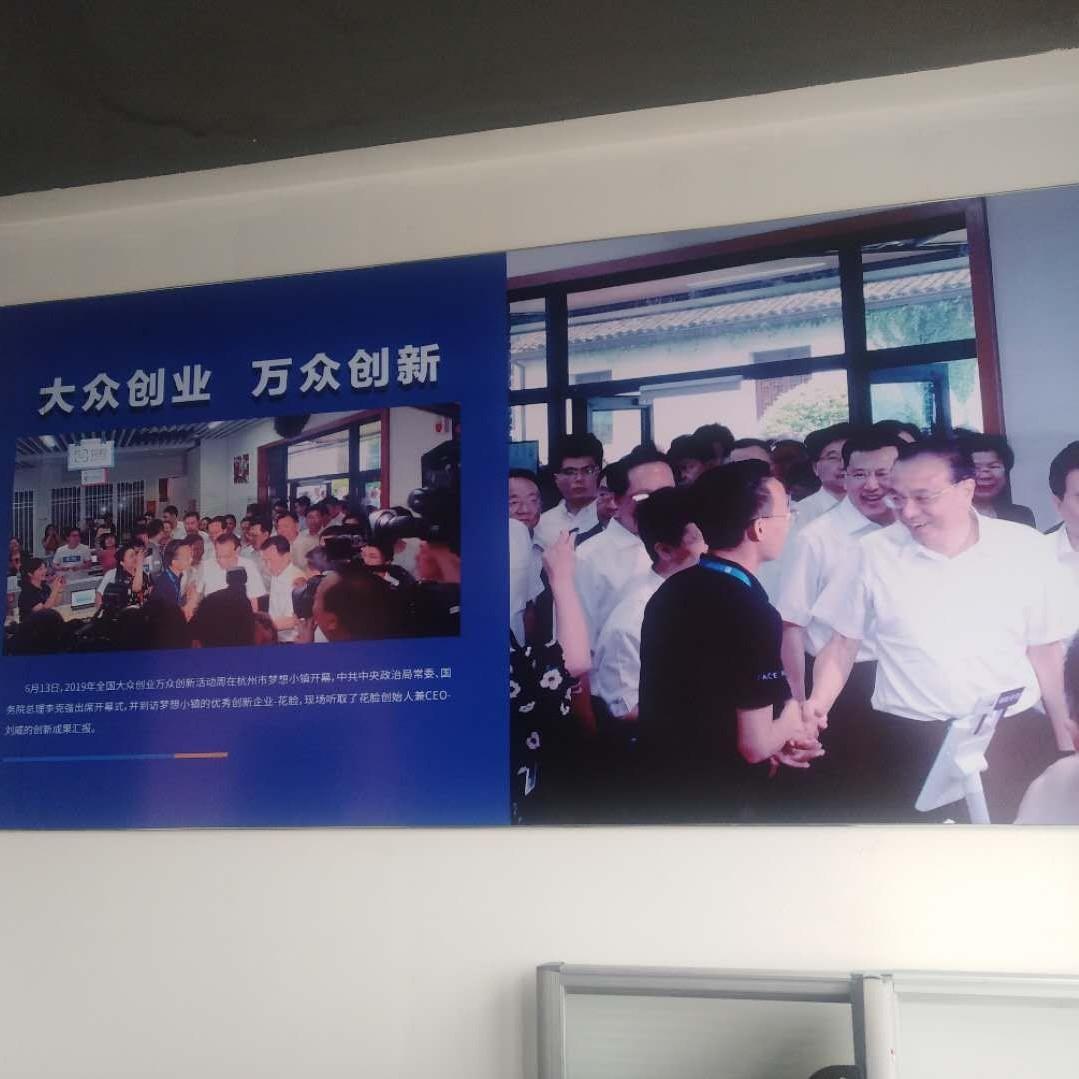 大众创业 万众创新
6月13日,2019年全国大众创业万众创新活动周在杭州市梦想小镇开幕,中共中央政治局常委、国
务院总理李克强出席开幕式,并到访梦想小镇的优秀创新企业-花脸,现场听取了花脸创始人兼CEO-
刘威的创新成果汇报。